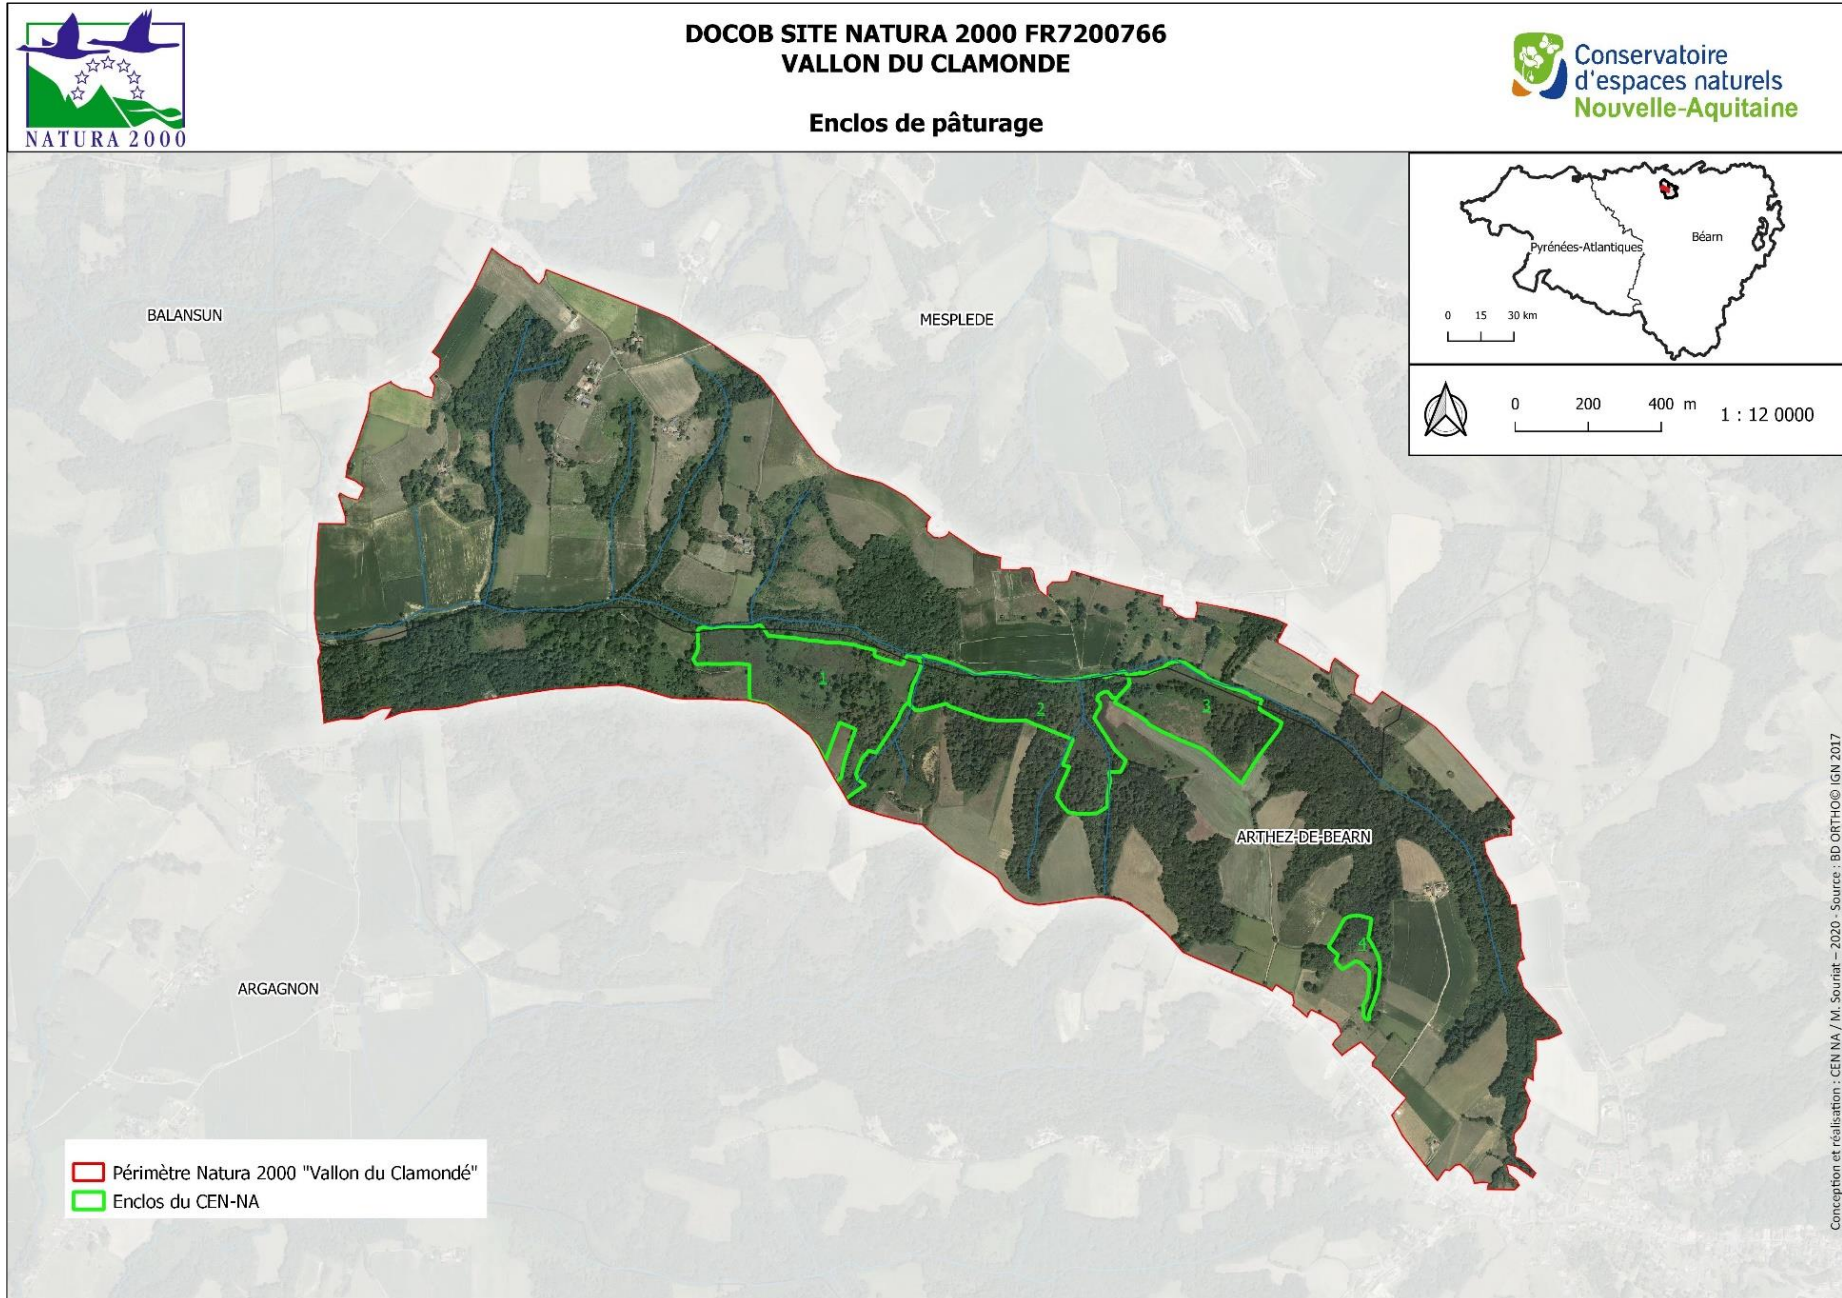 NATURA 2000
DOCOB SITE NATURA 2000 FR7200766
VALLON DU CLAMONDE
Enclos de pâturage
Conservatoire
d'espaces naturels
Nouvelle-Aquitaine
Pyrénées-Atlantiques
Béarn
0 15 30 km
0 200 400 m 1 : 12 0000
BALANSUN
MESPLEDE
1
2
3
ARTHEZ-DE-BEARN
4
ARGAGNON
Périmètre Natura 2000 "Vallon du Clamondé"
Enclos du CEN-NA
Conception et réalisation : CEN NA / M. Souriat – 2020 - Source : BD ORTHO© IGN 2017